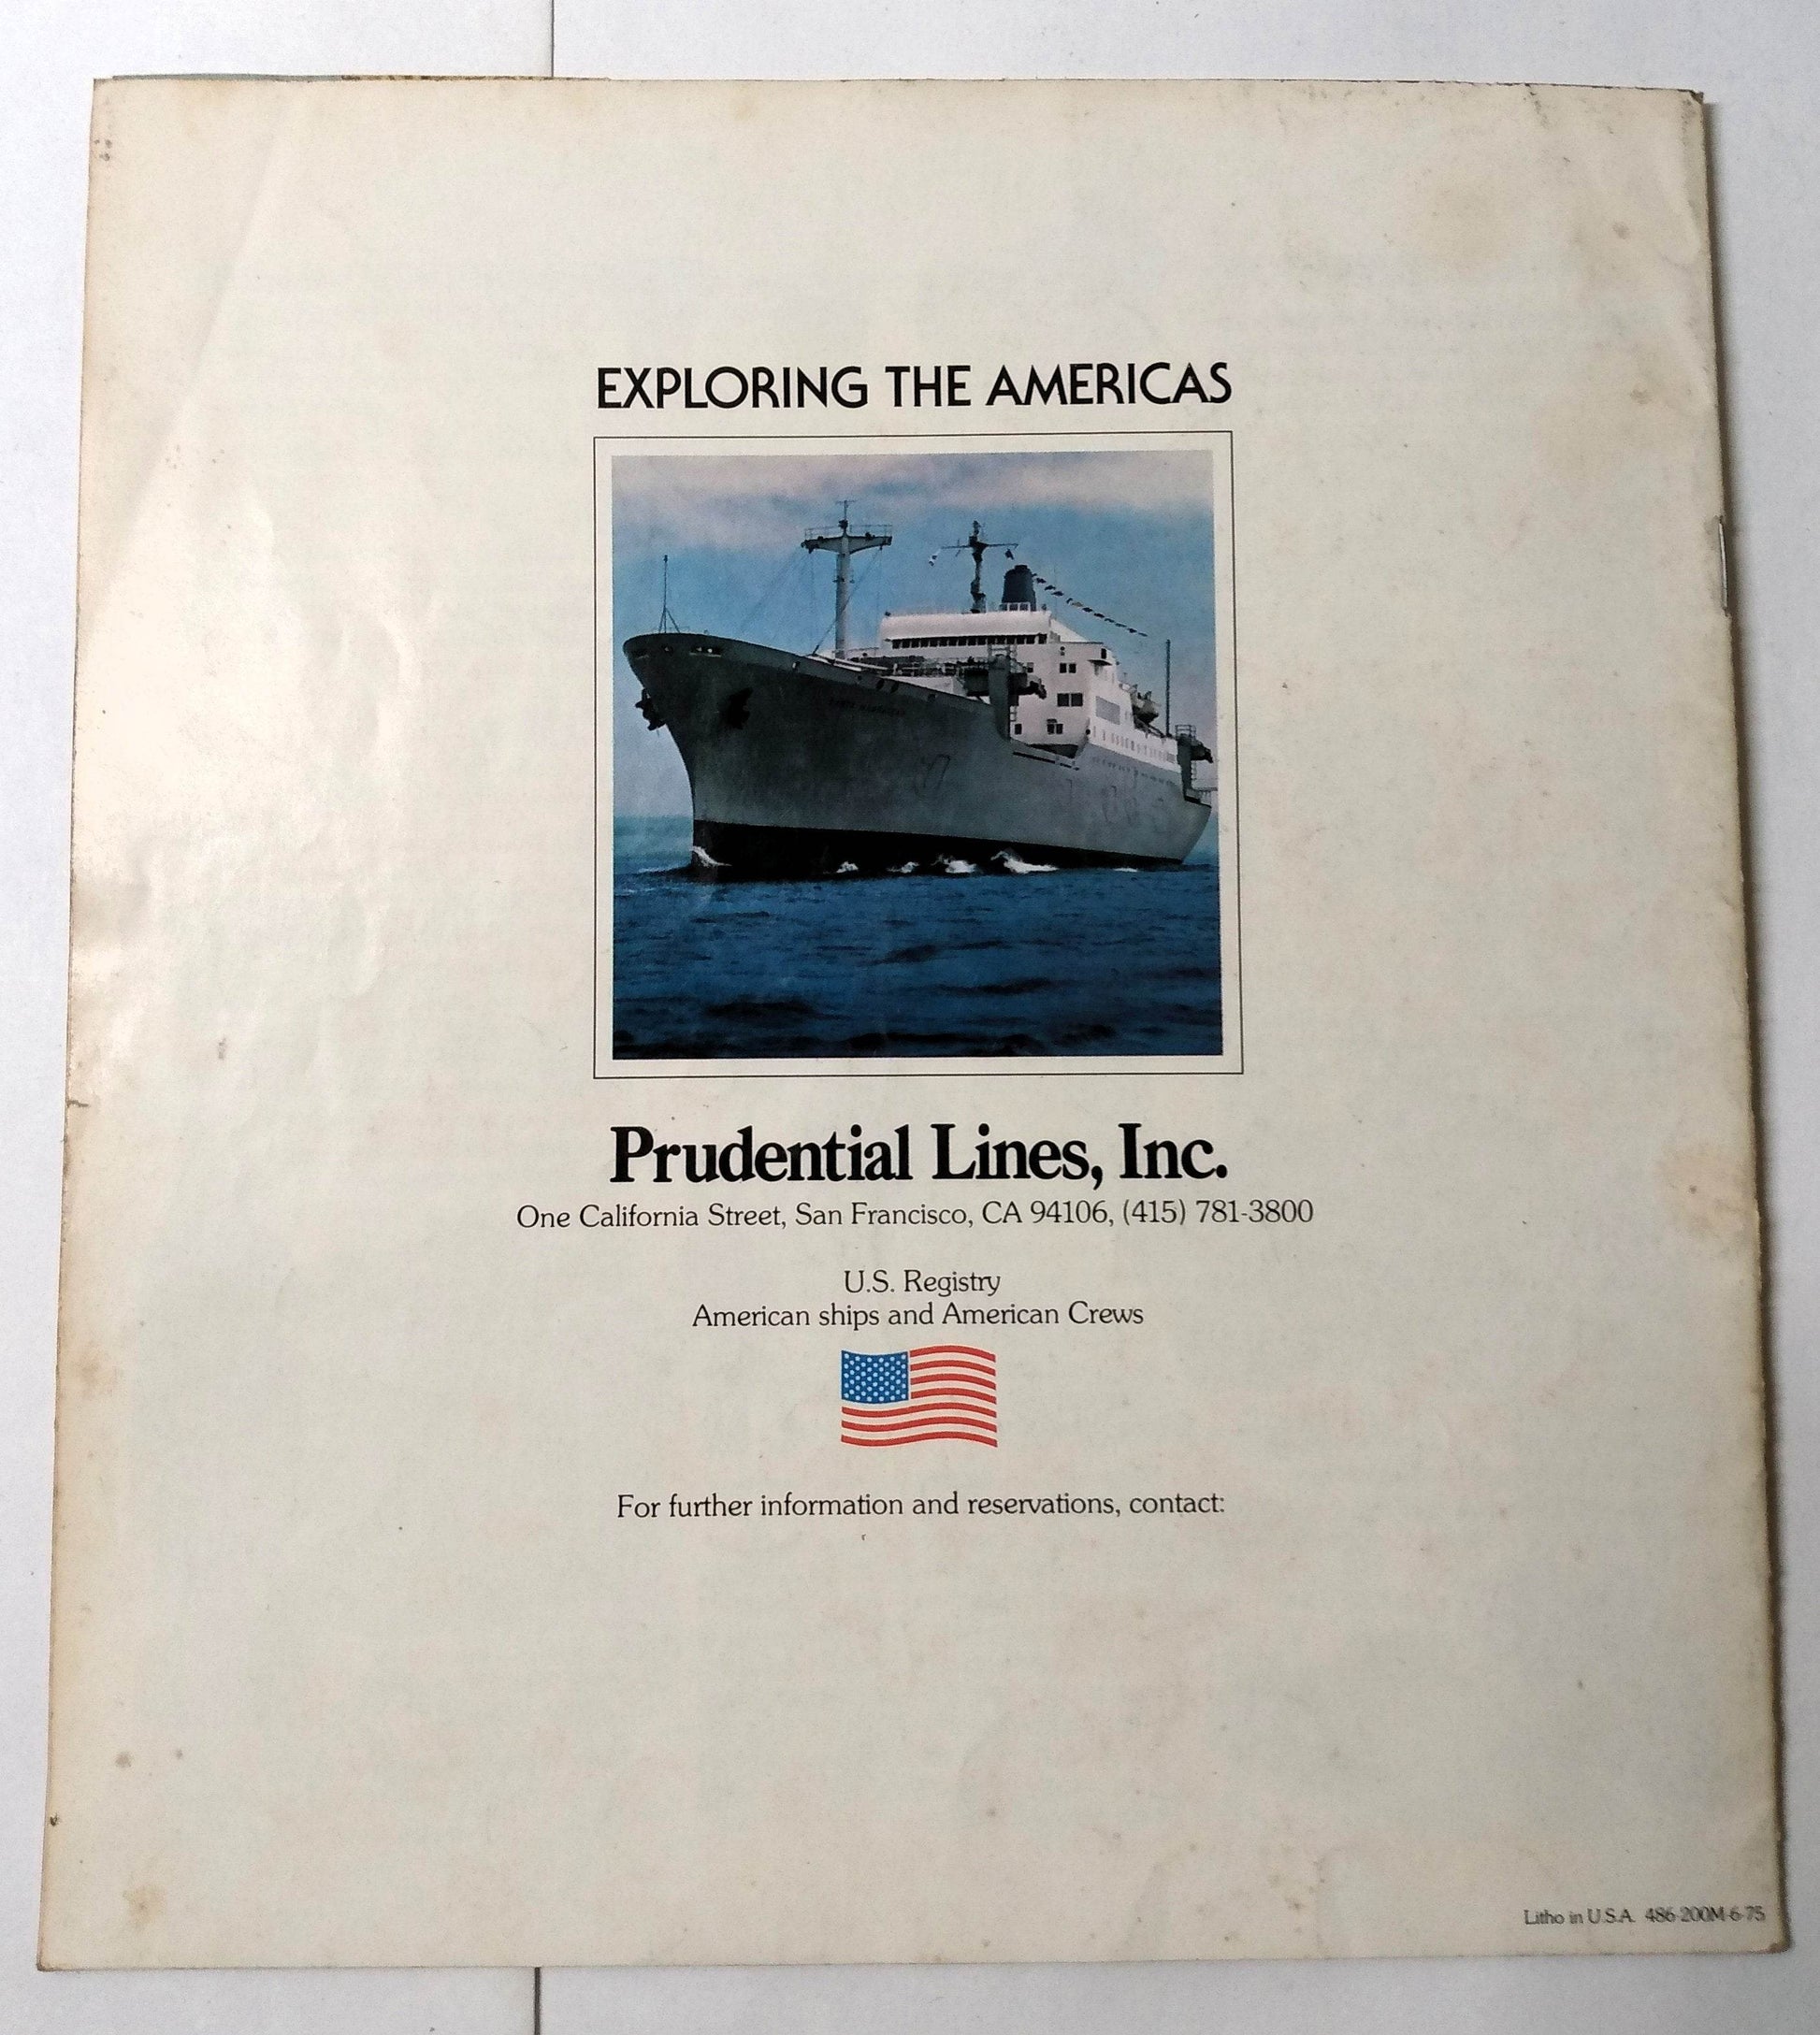 EXPLORING THE AMERICAS
Prudential Lines, Inc.
One California Street, San Francisco, CA 94106, (415) 781-3800
U.S. Registry
American ships and American Crews
For further information and reservations, contact:
Litho in U.S.A. 486-200M-6-75